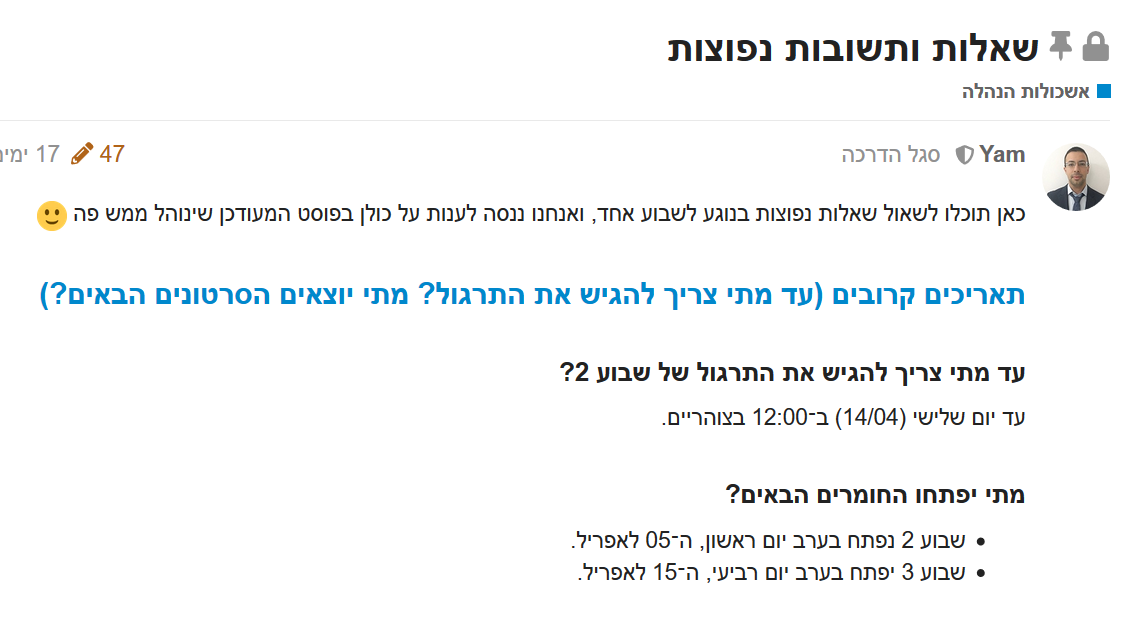 שאלות ותשובות נפוצות
אשכולות הנהלה
Yam סגל הדרכה
47 17
כאן תוכלו לשאול שאלות נפוצות בנוגע לשבוע אחד, ואנחנו ננסה לענות על כולן בפוסט המעודכן שינוהל ממש פה 🙂
תאריכים קרובים (עד מתי צריך להגיש את התרגול? מתי יוצאים הסרטונים הבאים?)
עד מתי צריך להגיש את התרגול של שבוע 2?
עד יום שלישי (14/04) ב־12:00 בצוהריים.
מתי יפתחו החומרים הבאים?
• שבוע 2 נפתח בערב יום ראשון, ה־05 לאפריל.
• שבוע 3 יפתח בערב יום רביעי, ה־15 לאפריל.